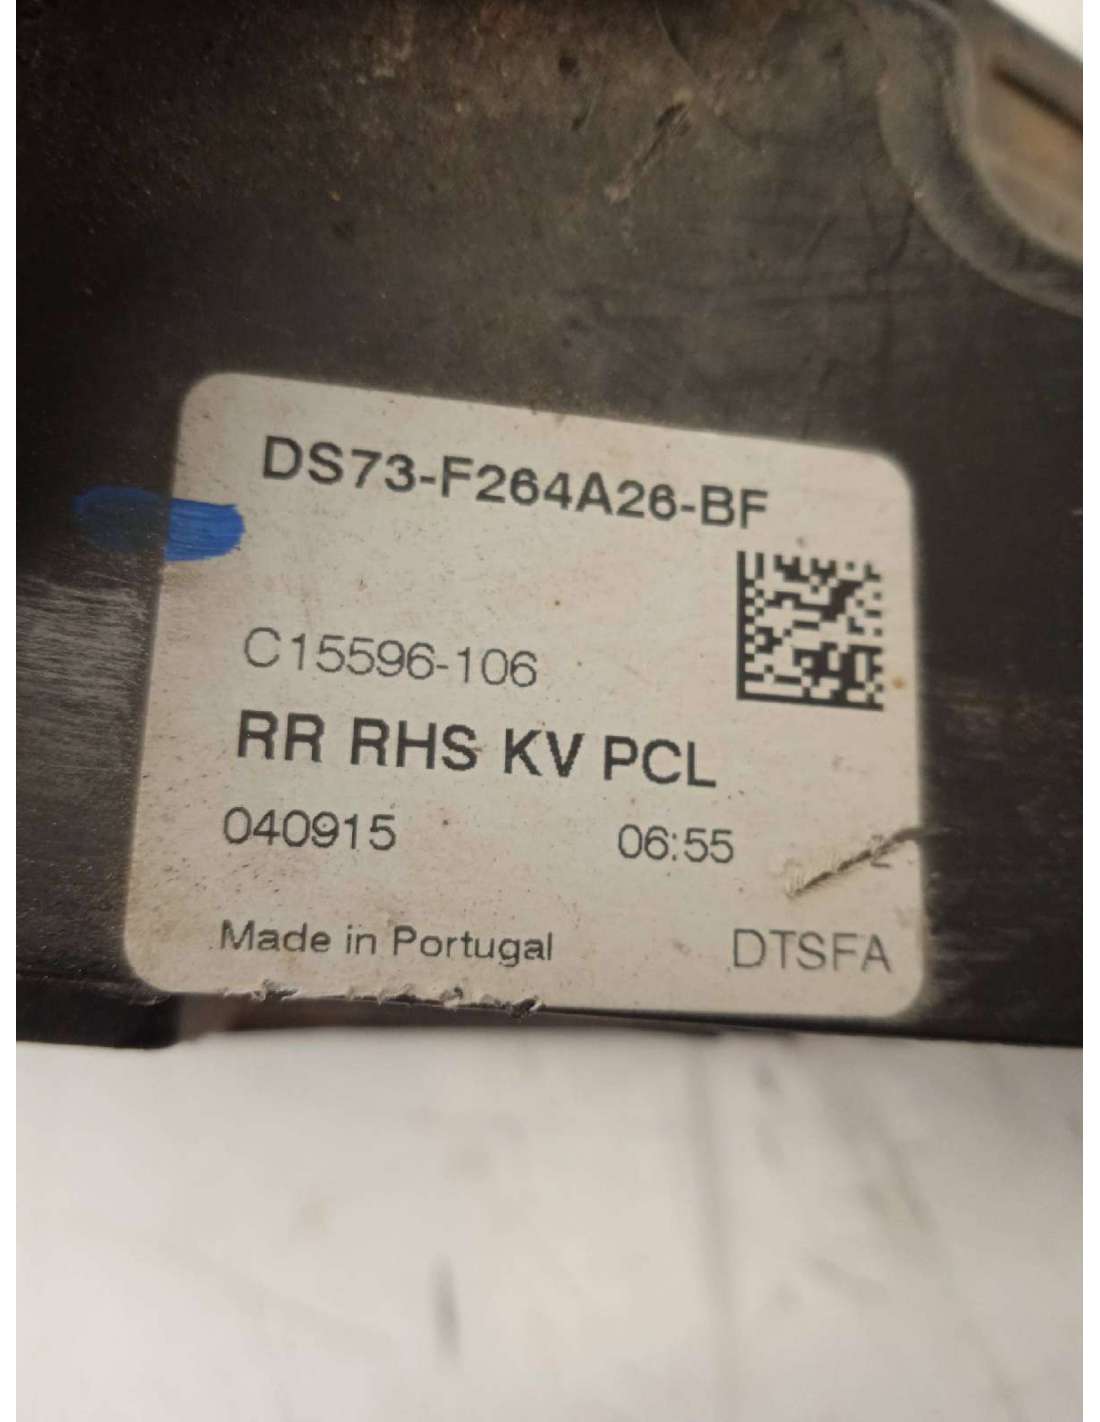 DS73-F264A26-BF
C15596-106
RR RHS KV PCL
040915 06:55
Made in Portugal DTSFA